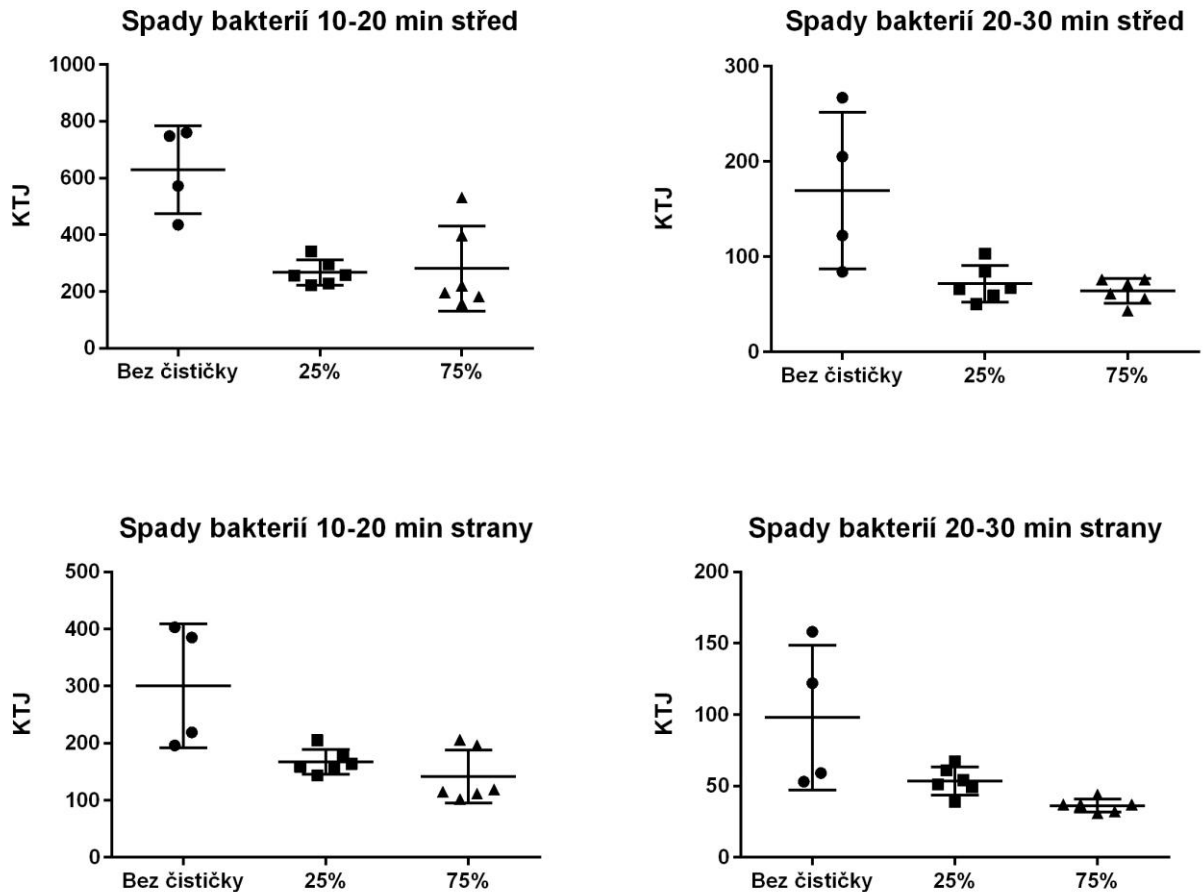 Spady bakterií 10-20 min střed
1000
800
600
400
200
0
KTJ
Bez čističky 25% 75%
Spady bakterií 20-30 min střed
300
200
100
0
KTJ
Bez čističky 25% 75%
Spady bakterií 10-20 min strany
500
400
300
200
100
0
KTJ
Bez čističky 25% 75%
Spady bakterií 20-30 min strany
200
150
100
50
0
KTJ
Bez čističky 25% 75%